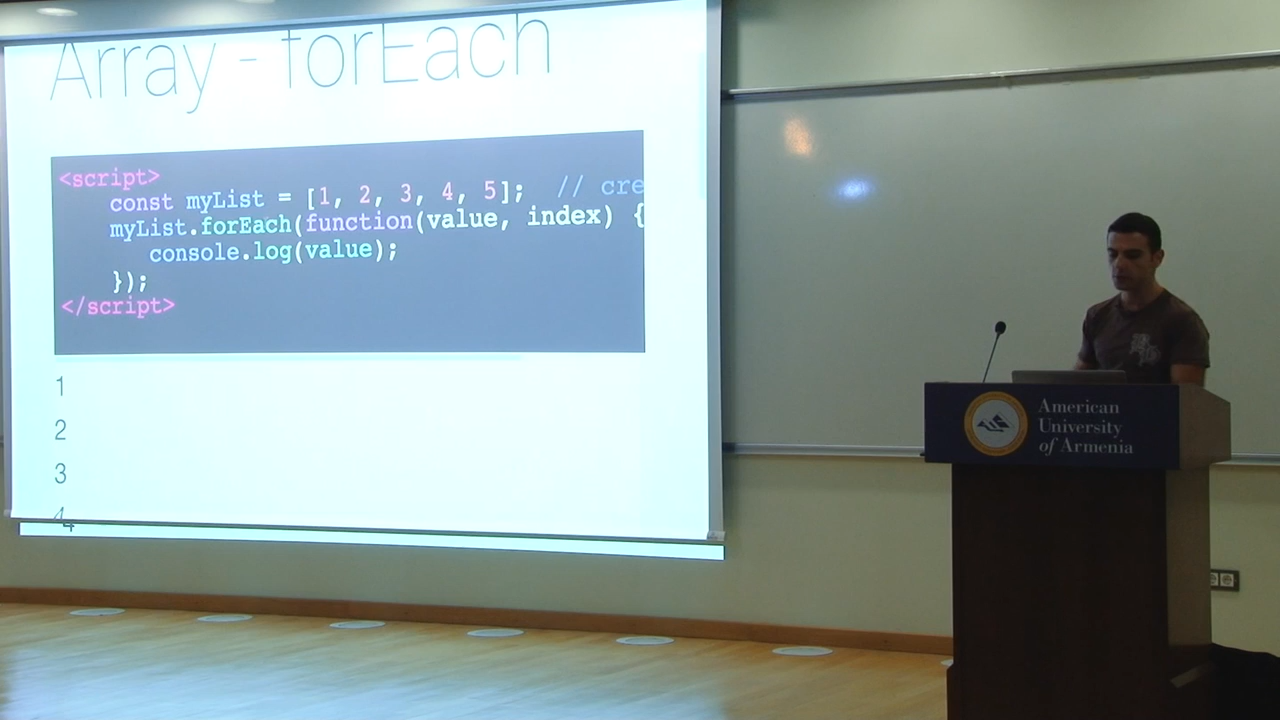 Array - forEach
<script>
const myList = [1, 2, 3, 4, 5]; // cre
myList.forEach(function(value, index) {
console.log(value);
});
</script>
1
2
3
4
American
University
of Armenia